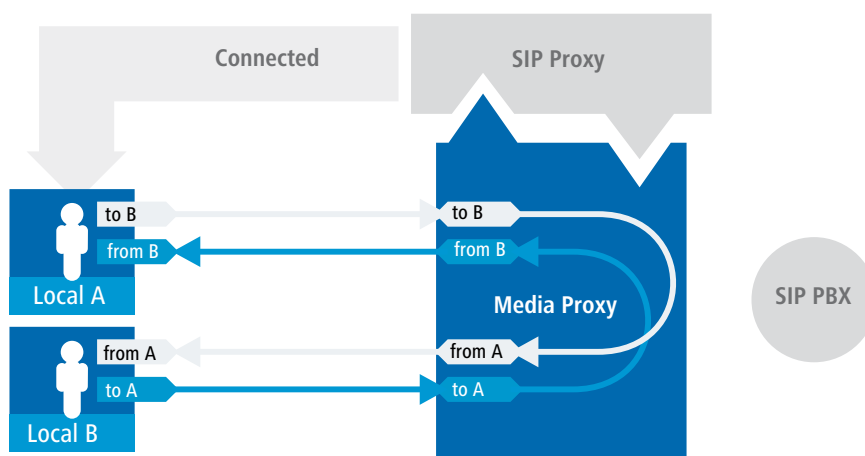 Connected
SIP Proxy
to B
to B
from B
from B
Local A
Media Proxy
SIP PBX
from A
from A
to A
to A
Local B